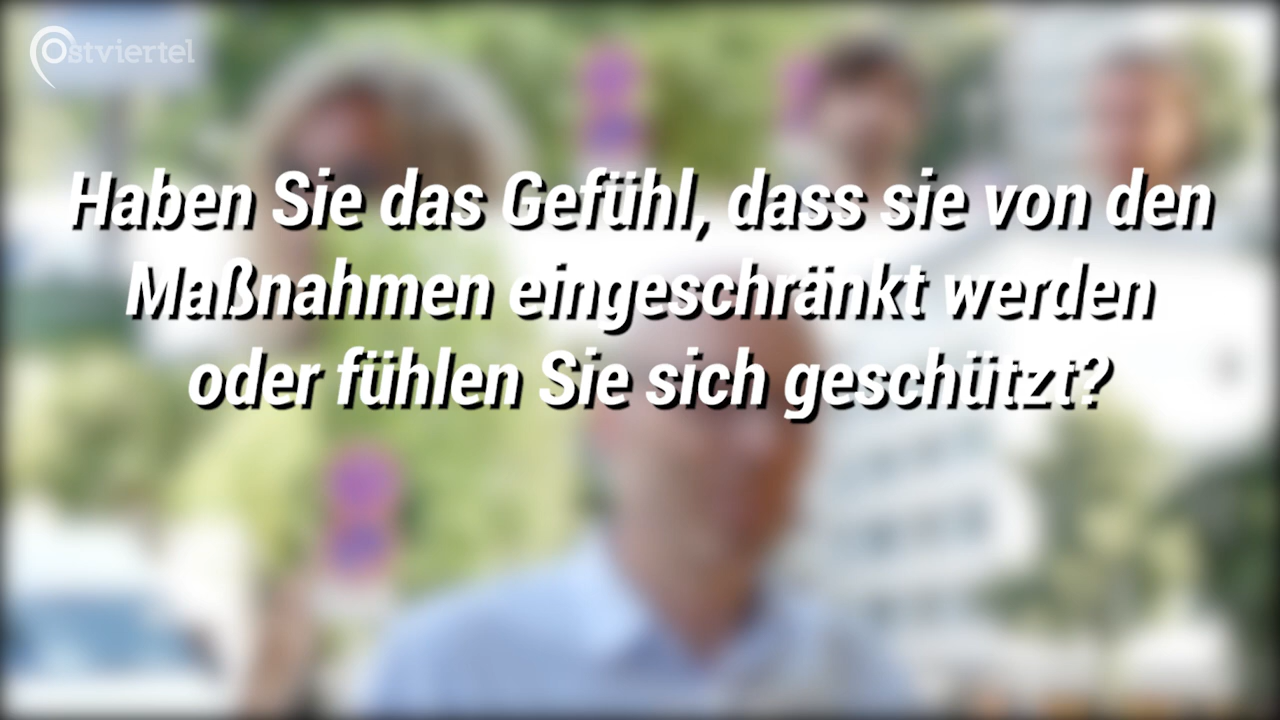 Ostviertel
Haben Sie das Gefühl, dass sie von den
Maßnahmen eingeschränkt werden
oder fühlen Sie sich geschützt?